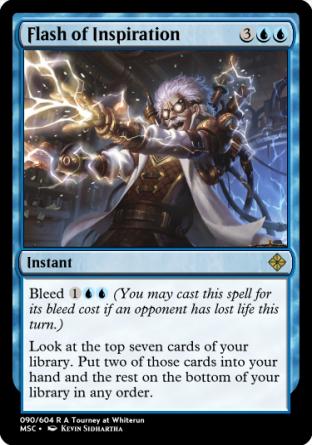 Flash of Inspiration 3
Instant
Bleed 1 (You may cast this spell for
its bleed cost if an opponent has lost life this
turn.)
Look at the top seven cards of your
library. Put two of those cards into your
hand and the rest on the bottom of your
library in any order.
090/604 R A Tourney at Whiterun
MSC • Kevin Sidharta